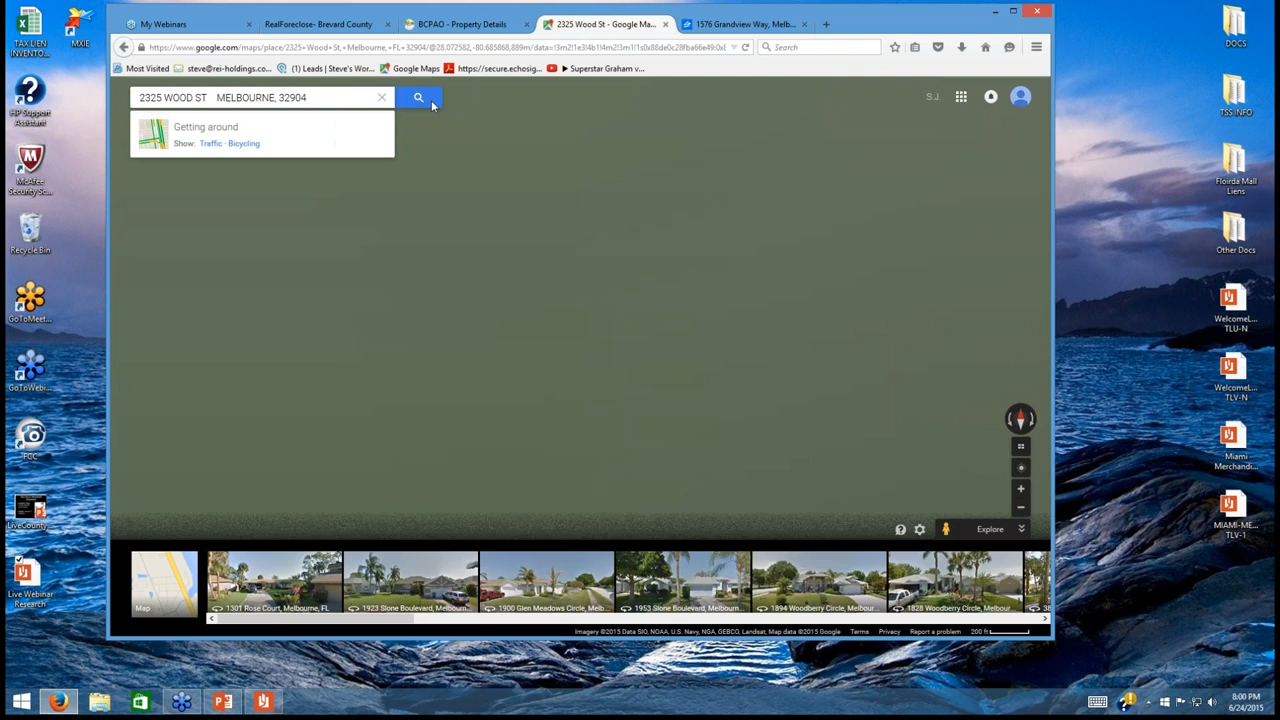 TAX LIEN
INVENTO...
MXIE
HP Support
Assistant
McAfee
Security Sc...
Recycle Bin
GoToMeet...
GoToWebi...
FCC
LiveCounty...
Live Webinar
Research
My Webinars
RealForeclose- Brevard County
BCPAO - Property Details
2325 Wood St - Google Ma...
1576 Grandview Way, Melb...
Search
Most Visited
steve@rei-holdings.co...
(1) Leads | Steve's Wor...
Google Maps
https://secure.echosig...
Superstar Graham v...
2325 WOOD ST MELBOURNE, 32904
S.J.
Getting around
Show: Traffic · Bicycling
Explore
Map
1301 Rose Court, Melbourne, FL
1923 Slone Boulevard, Melbourn...
1900 Glen Meadows Circle, Melb...
1953 Slone Boulevard, Melbourn...
1894 Woodberry Circle, Melbour...
1828 Woodberry Circle, Melbour...
Imagery ©2015 Data SIO, NOAA, U.S. Navy, NGA, GEBCO, Landsat, Map data ©2015 Google
Terms
Privacy
Report a problem
200 ft
DOCS
TSS INFO
Floirda Mall
Liens
Other Docs
WelcomeL...
TLU-N
WelcomeL...
TLV-N
Miami
Merchandi...
MIAMI-ME...
TLV-1
8:00 PM
6/24/2015